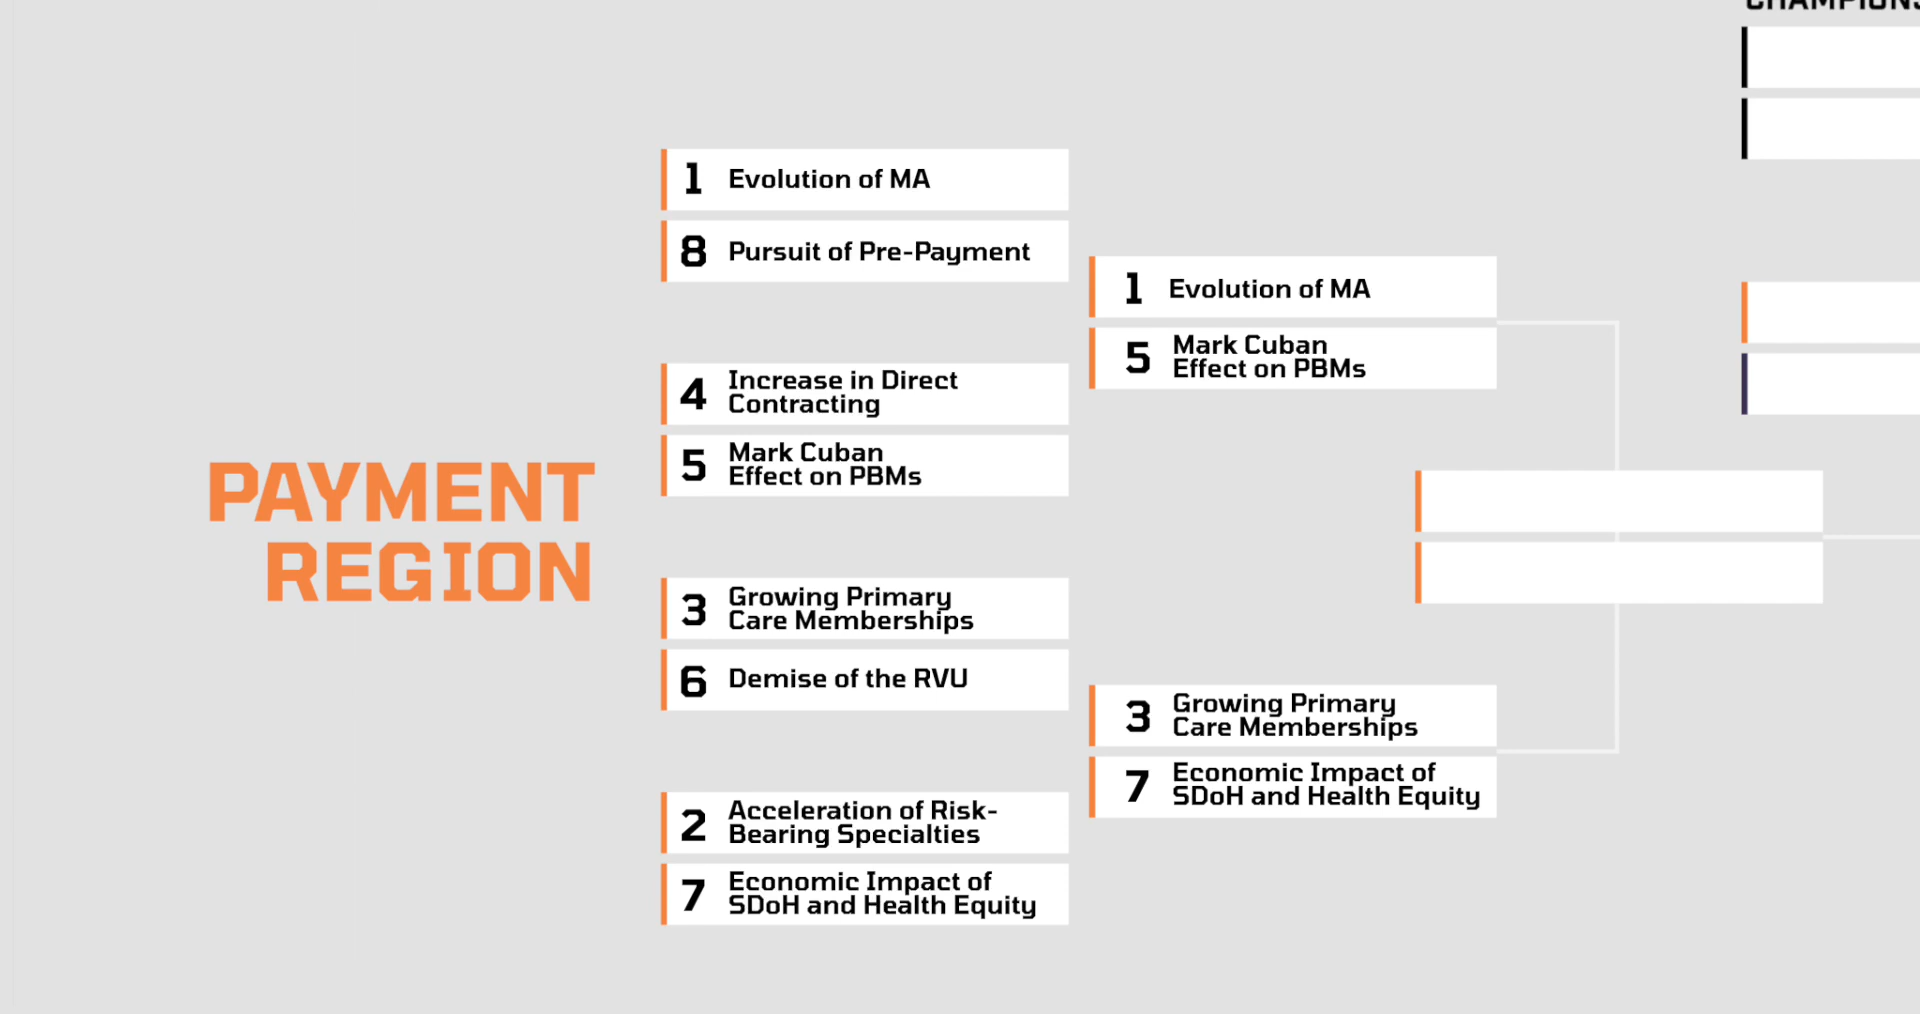 CHAMPIONS
1 Evolution of MA
8 Pursuit of Pre-Payment
4 Increase in Direct
Contracting
5 Mark Cuban
Effect on PBMs
PAYMENT
REGION
3 Growing Primary
Care Memberships
6 Demise of the RVU
2 Acceleration of Risk-
Bearing Specialties
7 Economic Impact of
SDoH and Health Equity
1 Evolution of MA
5 Mark Cuban
Effect on PBMs
3 Growing Primary
Care Memberships
7 Economic Impact of
SDoH and Health Equity